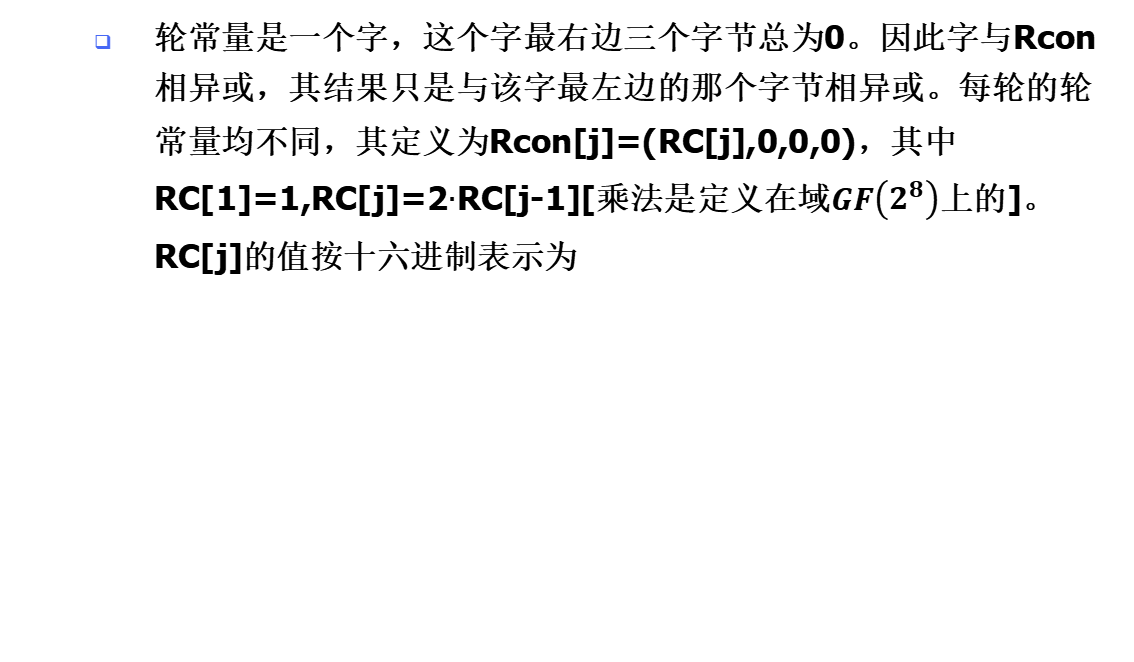 轮常量是一个字，这个字最右边三个字节总为0。因此字与Rcon
相异或，其结果只是与该字最左边的那个字节相异或。每轮的轮
常量均不同，其定义为Rcon[j]=(RC[j],0,0,0)，其中
RC[1]=1,RC[j]=2·RC[j-1][乘法是定义在域GF(2⁸)上的]。
RC[j]的值按十六进制表示为